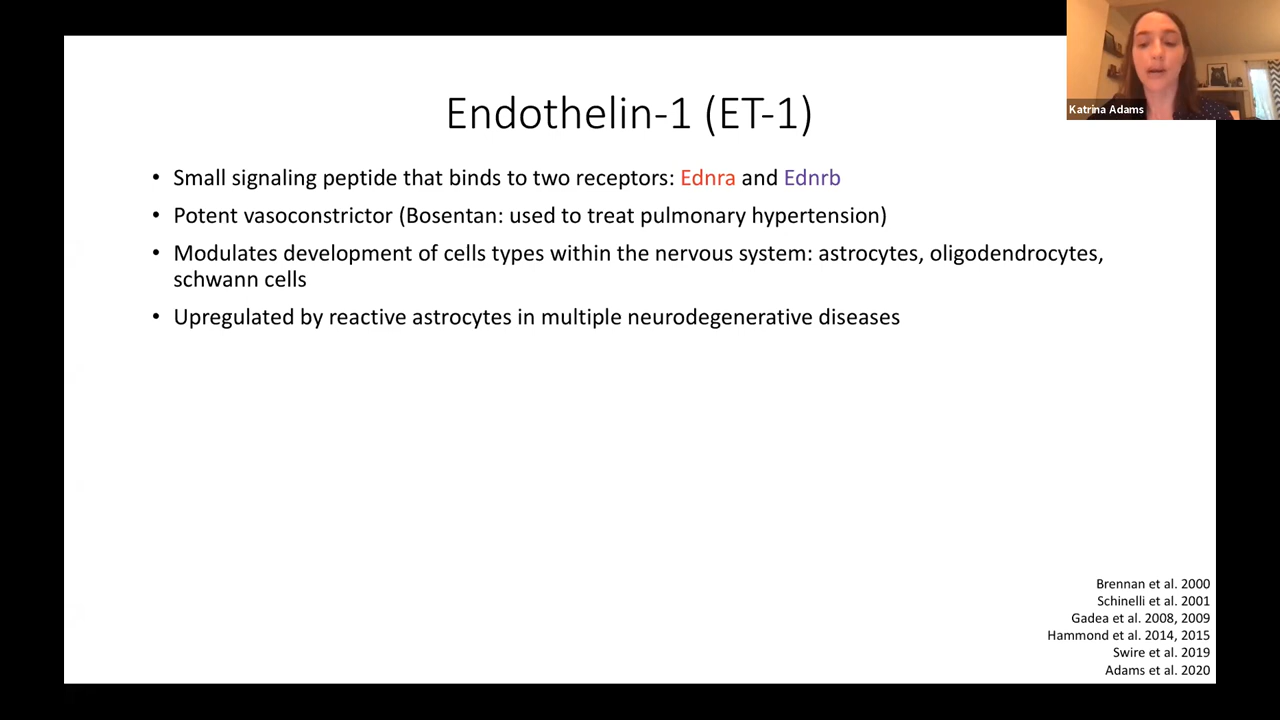 Endothelin-1 (ET-1)
• Small signaling peptide that binds to two receptors: Ednra and Ednrb
• Potent vasoconstrictor (Bosentan: used to treat pulmonary hypertension)
• Modulates development of cells types within the nervous system: astrocytes, oligodendrocytes,
schwann cells
• Upregulated by reactive astrocytes in multiple neurodegenerative diseases
Katrina Adams
Brennan et al. 2000
Schinelli et al. 2001
Gadea et al. 2008, 2009
Hammond et al. 2014, 2015
Swire et al. 2019
Adams et al. 2020